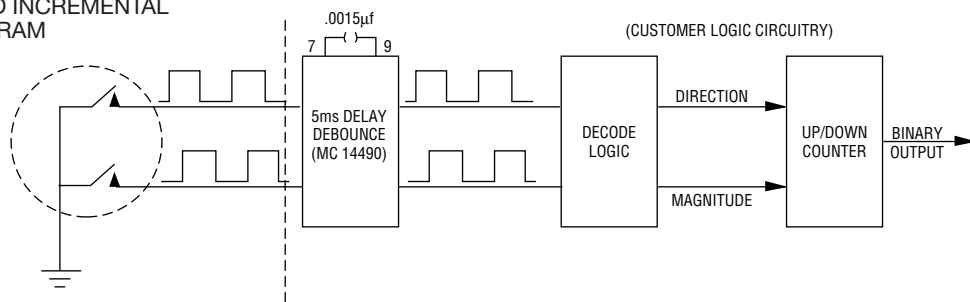 D INCREMENTAL
RAM
.0015µf
7 9
(CUSTOMER LOGIC CIRCUITRY)
5ms DELAY
DEBOUNCE
(MC 14490)
DECODE
LOGIC
DIRECTION
MAGNITUDE
UP/DOWN
COUNTER
BINARY
OUTPUT